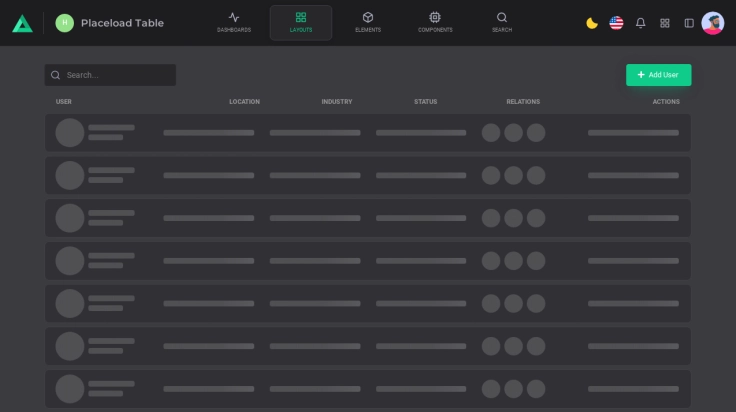 H
Placeload Table
DASHBOARDS
LAYOUTS
ELEMENTS
COMPONENTS
SEARCH
Search...
Add User
USER LOCATION INDUSTRY STATUS RELATIONS ACTIONS